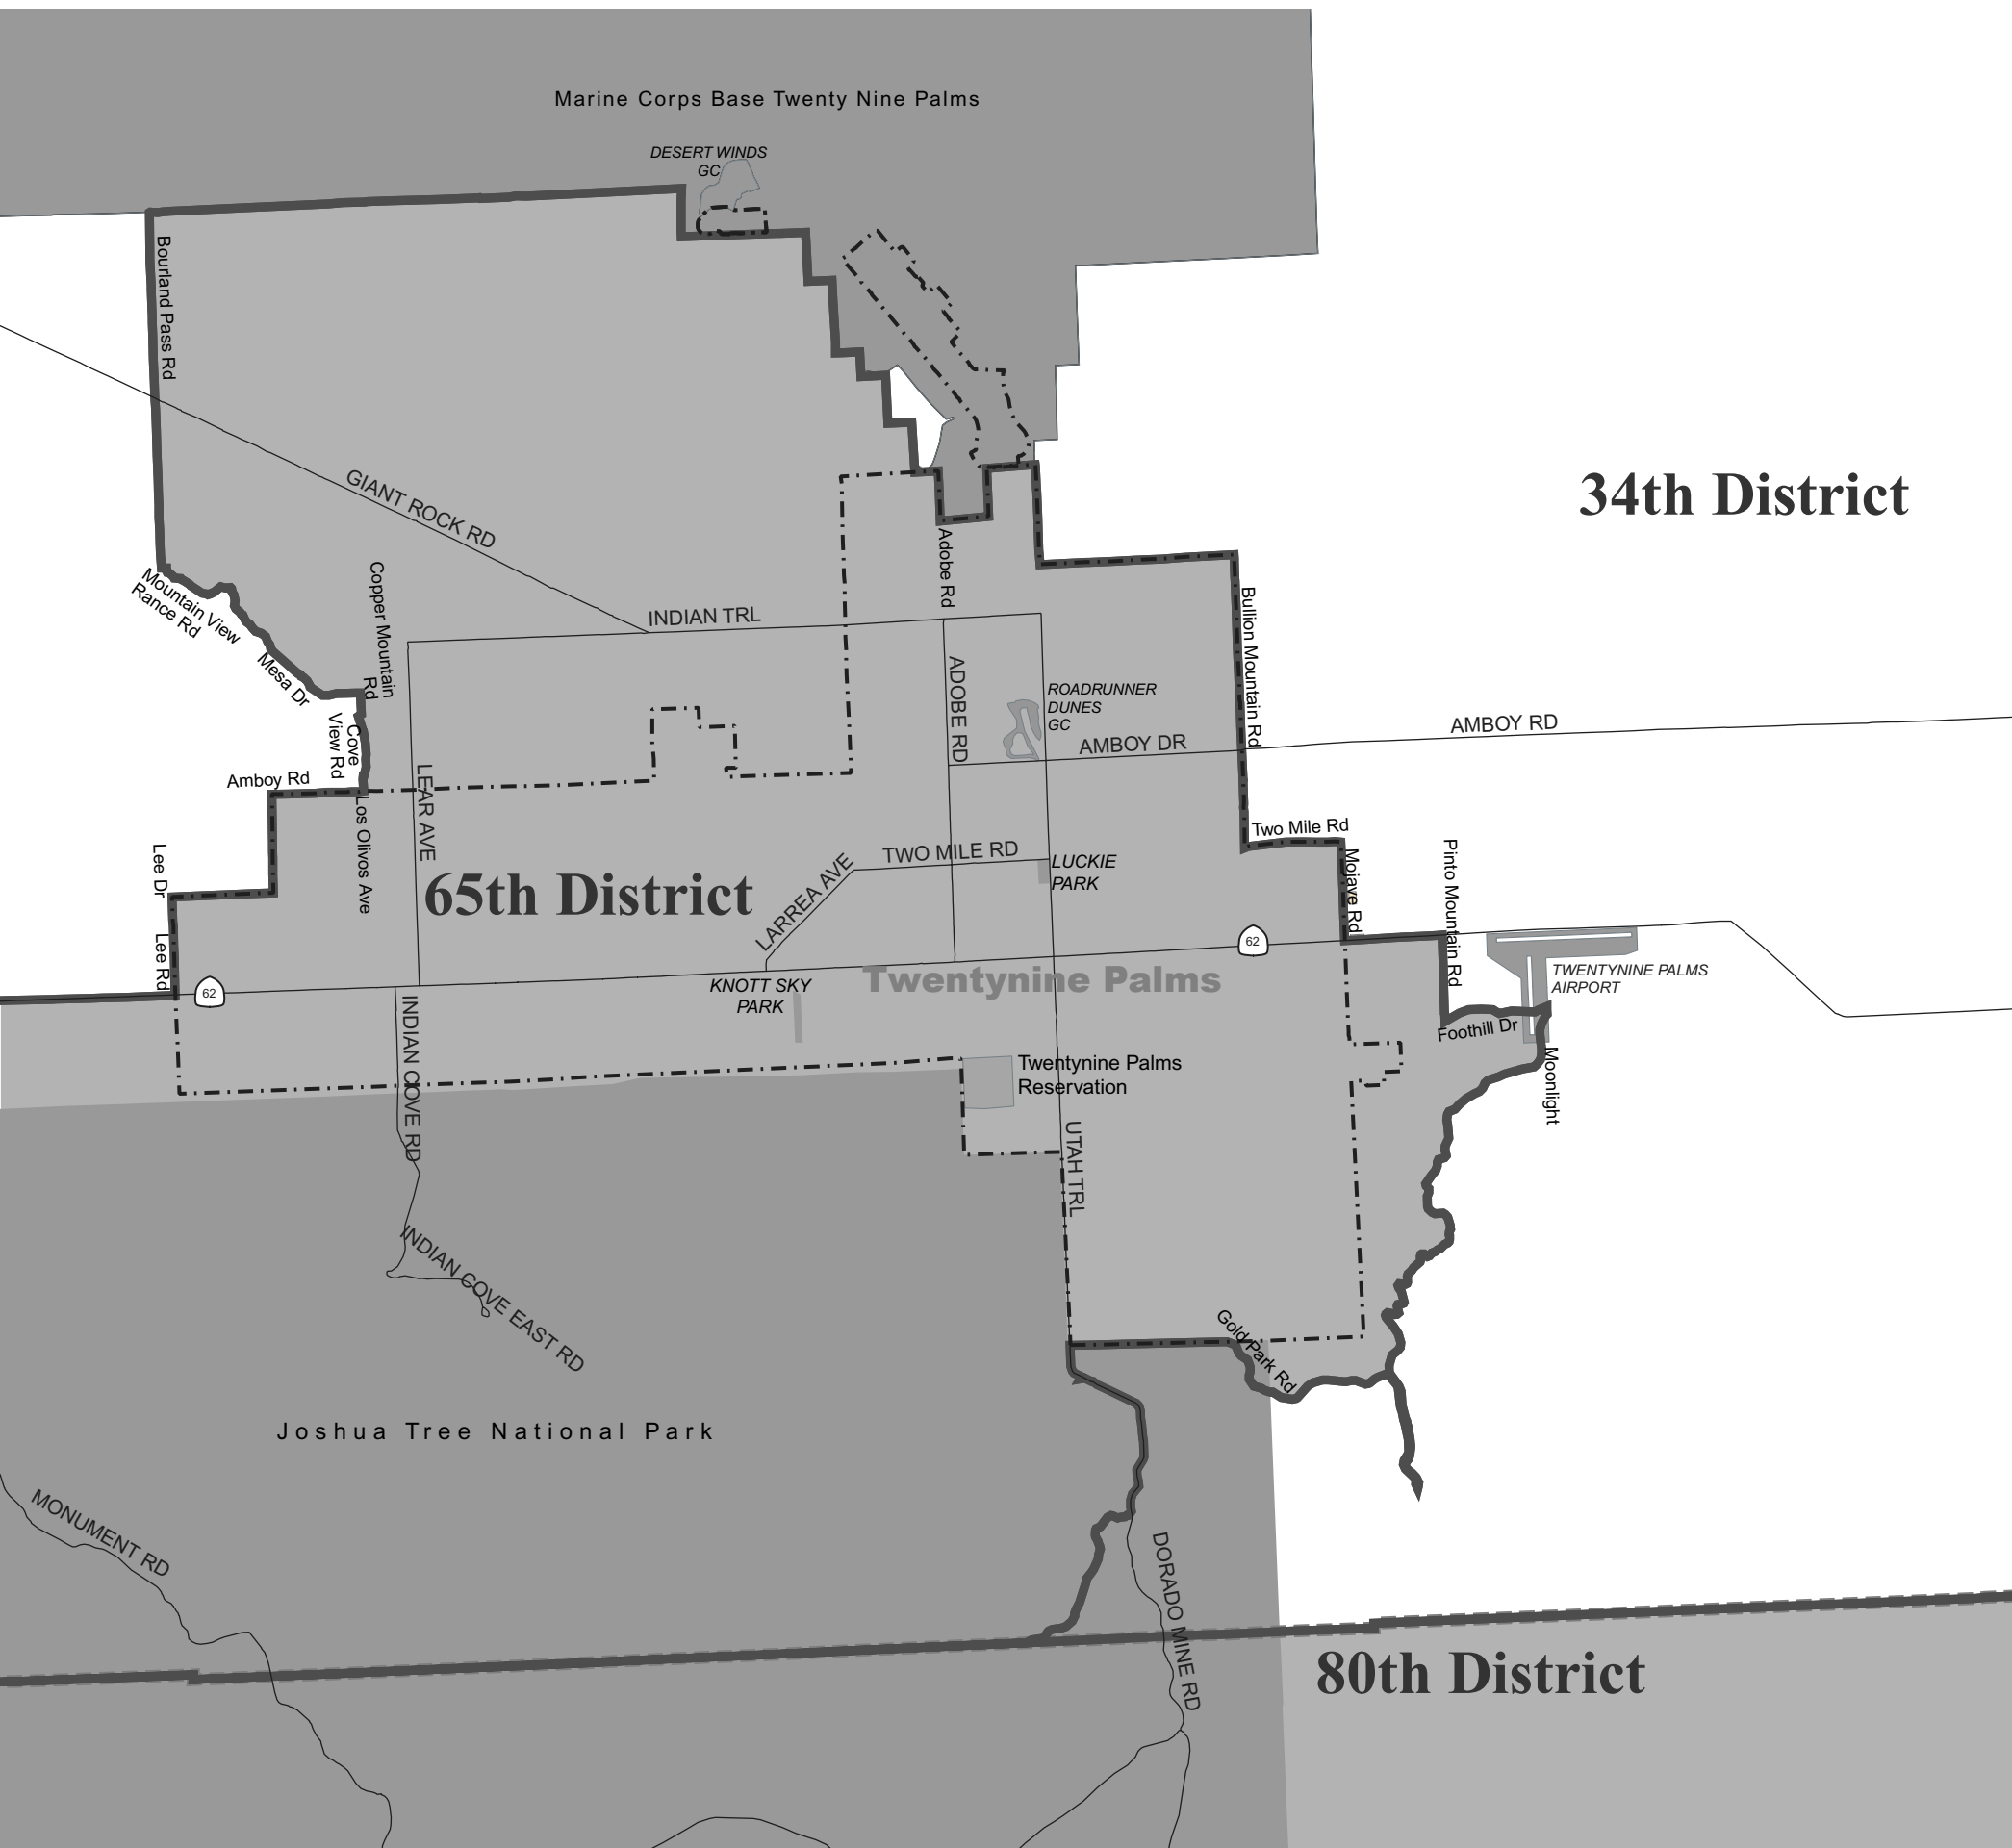 Marine Corps Base Twenty Nine Palms
DESERT WINDS
GC
Bourland Pass Rd
GIANT ROCK RD
34th District
Mountain View
Rance Rd
Copper Mountain
Rd
Adobe Rd
INDIAN TRL
Bullion Mountain Rd
Mesa Dr
ADOBE RD
ROADRUNNER
DUNES
GC
AMBOY RD
Cove
View Rd
AMBOY DR
Amboy Rd
LEAR AVE
Los Olivos Ave
Two Mile Rd
Lee Dr
65th District
LARREA AVE
TWO MILE RD
LUCKIE
PARK
Mojave Rd
Pinto Mountain Rd
Lee Rd
62
62
Twentynine Palms
KNOTT SKY
PARK
TWENTYNINE PALMS
AIRPORT
INDIAN COVE RD
Foothill Dr
Twentynine Palms
Reservation
Moonlight
UTAH TRL
INDIAN COVE EAST RD
Gold Park Rd
Joshua Tree National Park
MONUMENT RD
DORADO MINE RD
80th District